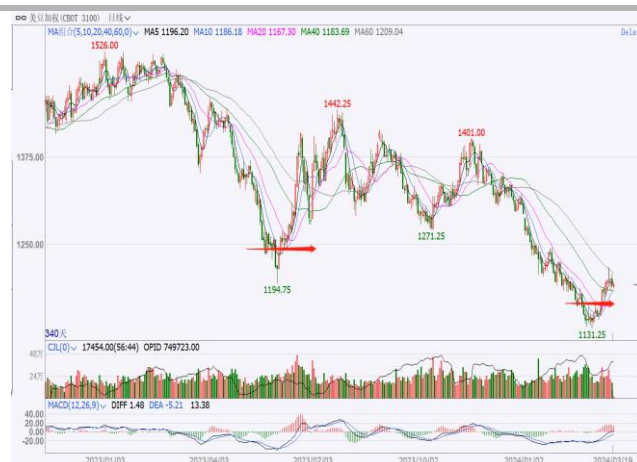 美豆加权(CBOT 3100) 日线
MA组合(5,10,20,40,60,0) MA5 1196.20 MA10 1186.18 MA20 1167.30 MA40 1183.69 MA60 1209.04 Dela
1526.00
1442.25
1401.00
1375.00
1250.00
1271.25
1194.75
1131.25
340天
CJL(0) 17454.00(56:44) OPID 749723.00
48万
24万
MACD(12,26,9) DIFF 1.48 DEA -5.21 13.38
40.00
20.00
0.00
-20.00
2023/01/03 2023/04/03 2023/07/03 2023/10/02 2024/01/02 2024/03/19